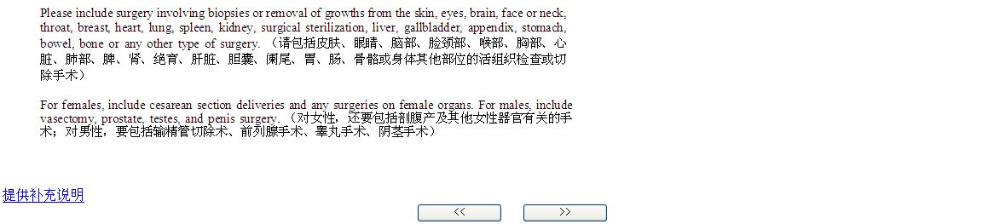 Please include surgery involving biopsies or removal of growths from the skin, eyes, brain, face or neck,
throat, breast, heart, lung, spleen, kidney, surgical sterilization, liver, gallbladder, appendix, stomach,
bowel, bone or any other type of surgery. （请包括皮肤、眼睛、脑部、脸颈部、喉部、胸部、心
脏、肺部、脾、肾、绝育、肝脏、胆囊、阑尾、胃、肠、骨骼或身体其他部位的活组织检查或切
除手术）
For females, include cesarean section deliveries and any surgeries on female organs. For males, include
vasectomy, prostate, testes, and penis surgery. （对女性，还要包括剖腹产及其他女性器官有关的手
术；对男性，要包括输精管切除术、前列腺手术、睾丸手术、阴茎手术）
提供补充说明
<< >>